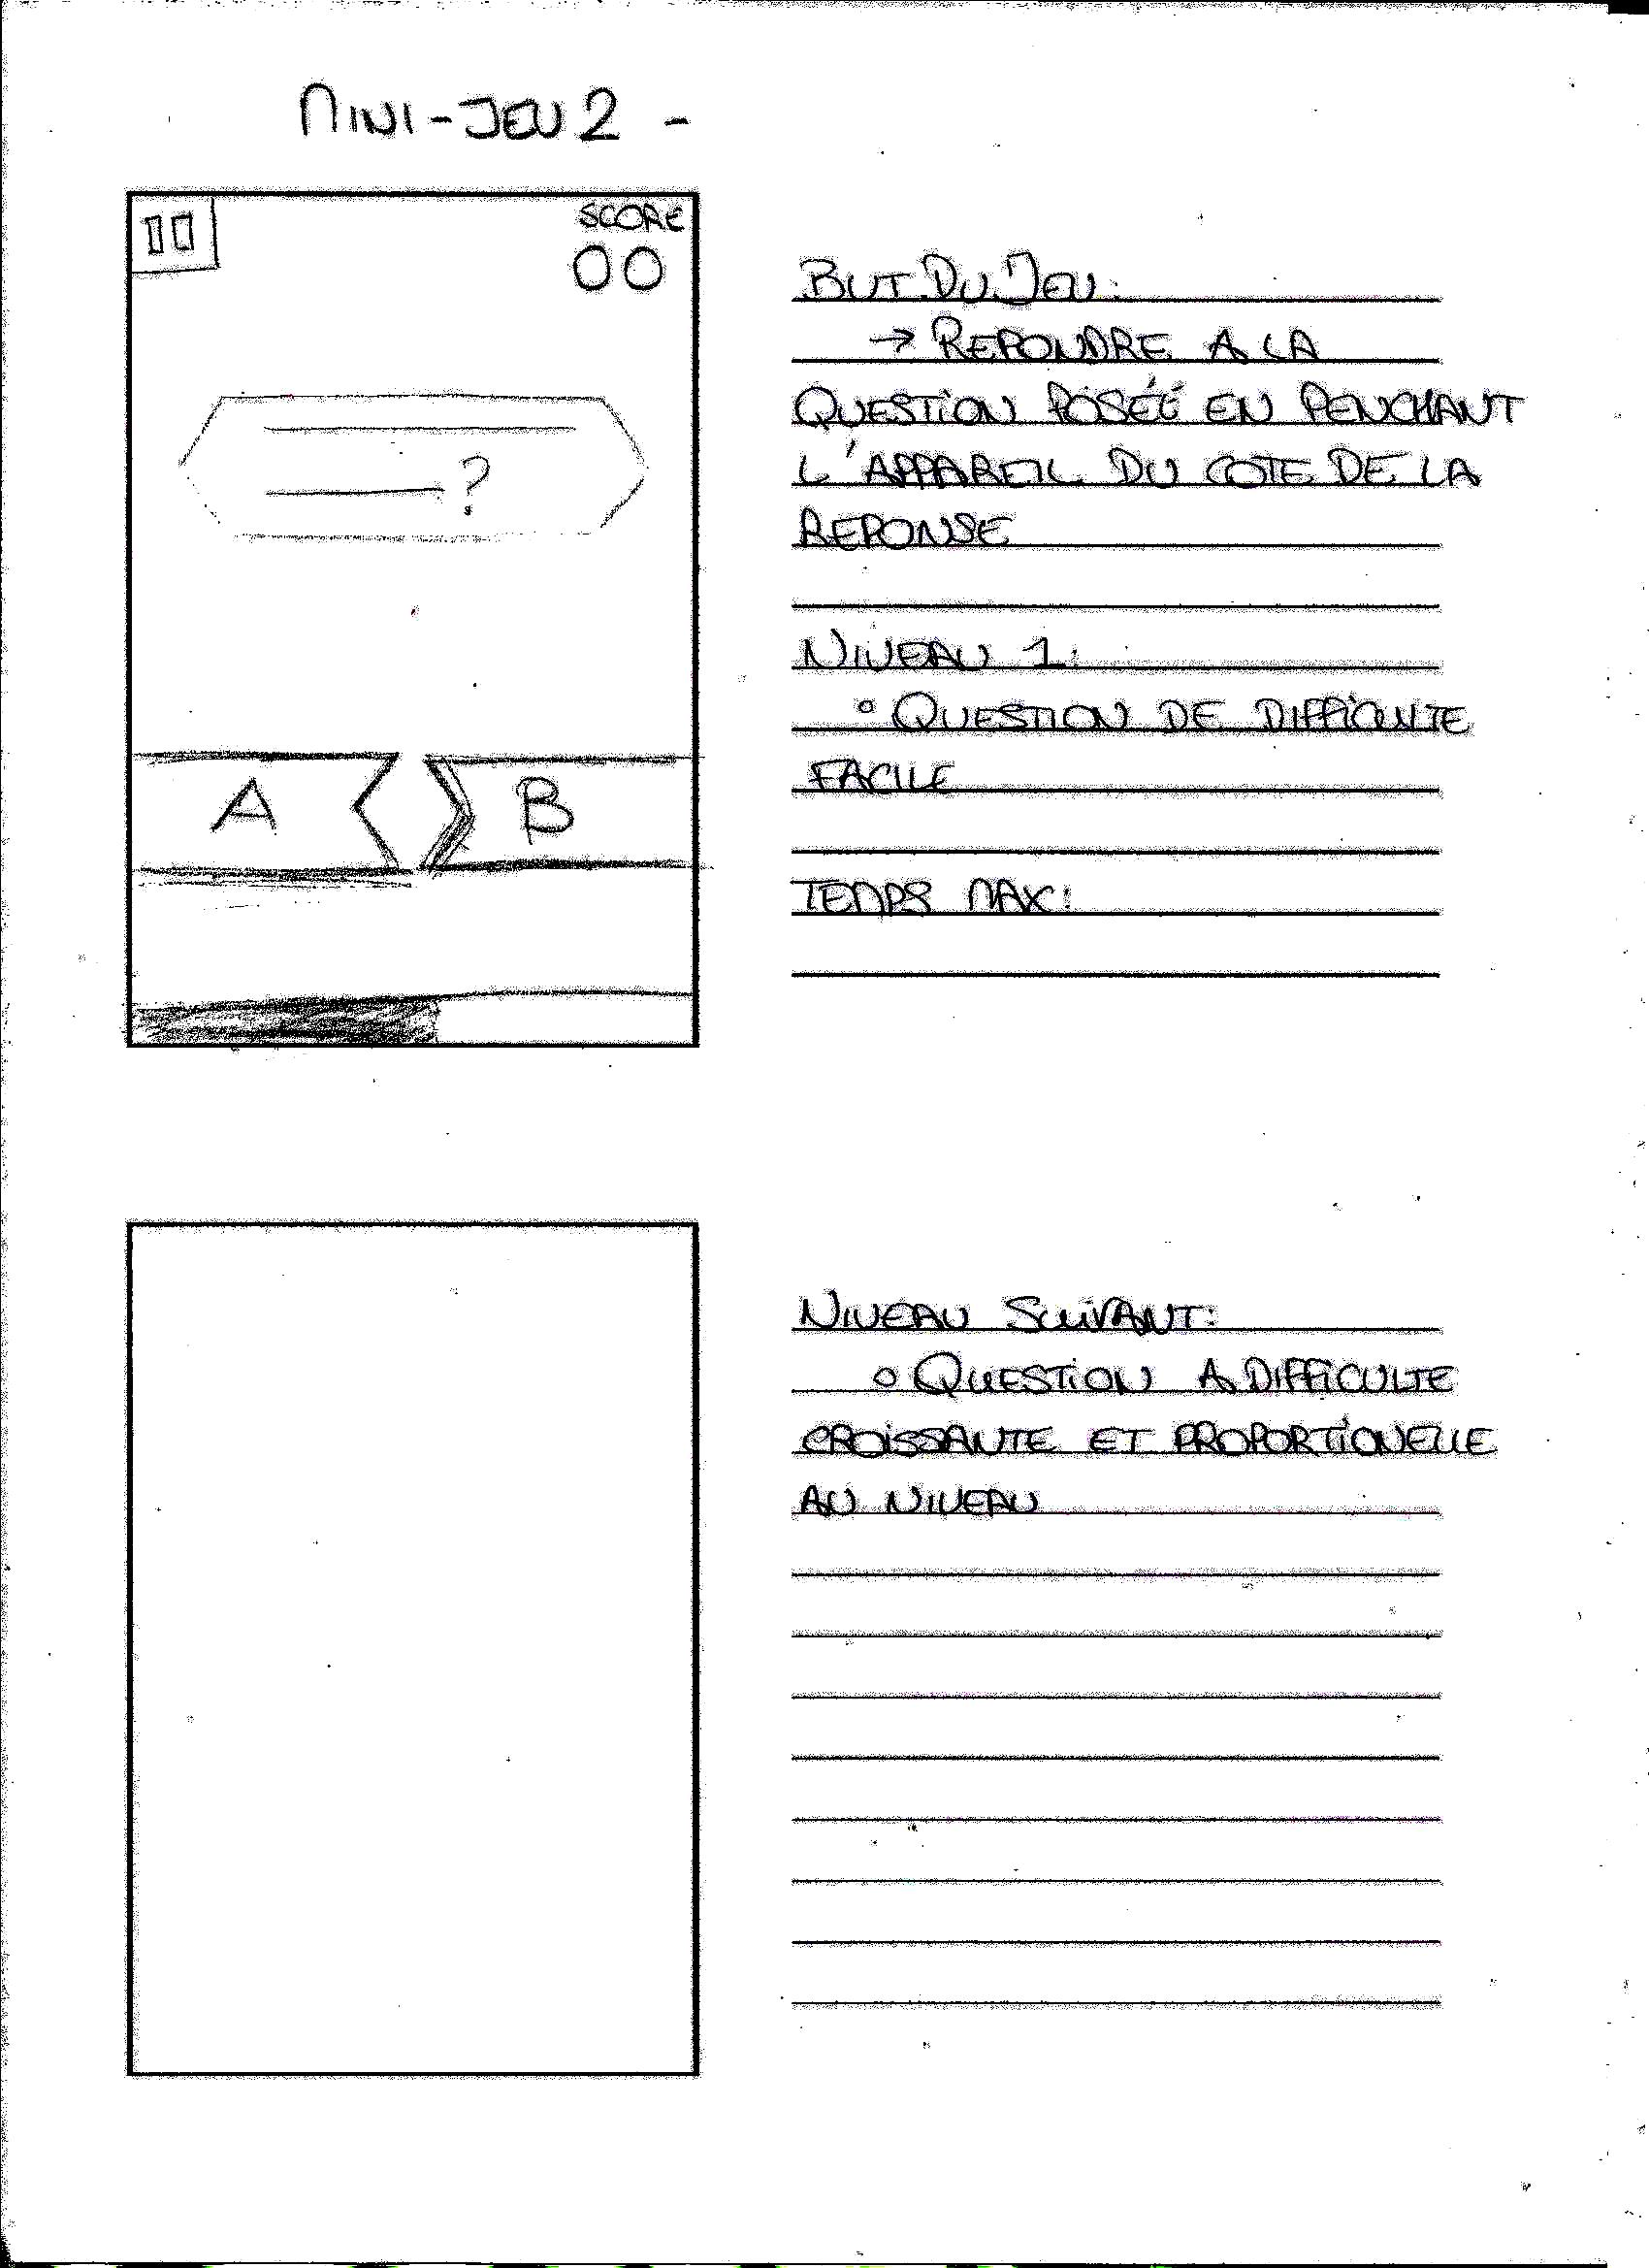 MINI-JEU 2 -
SCORE
00
?
A
B
BUT DU JEU:
→ REPONDRE A LA
QUESTION POSÉE EN PENCHANT
L'APPAREIL DU COTE DE LA
REPONSE
NIVEAU 1:
° QUESTION DE DIFFICULTE
FACILE
TEMPS MAX:
NIVEAU SUIVANT:
° QUESTION A DIFFICULTE
CROISSANTE ET PROPORTIONELLE
AU NIVEAU